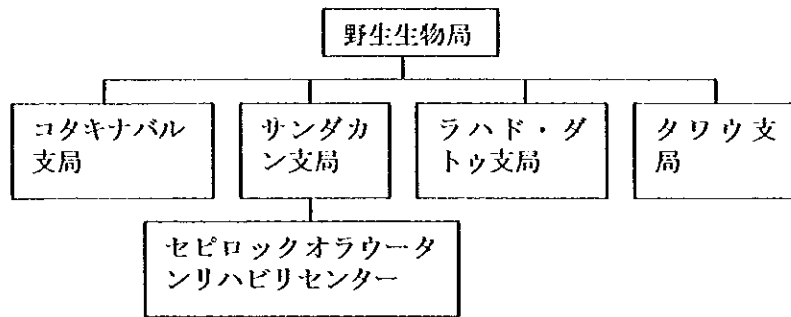 野生生物局
コタキナバル
支局
サンダカ
ン支局
ラハド・ダ
トゥ支局
タワウ支
局
セピロックオラウータ
ンリハビリセンター